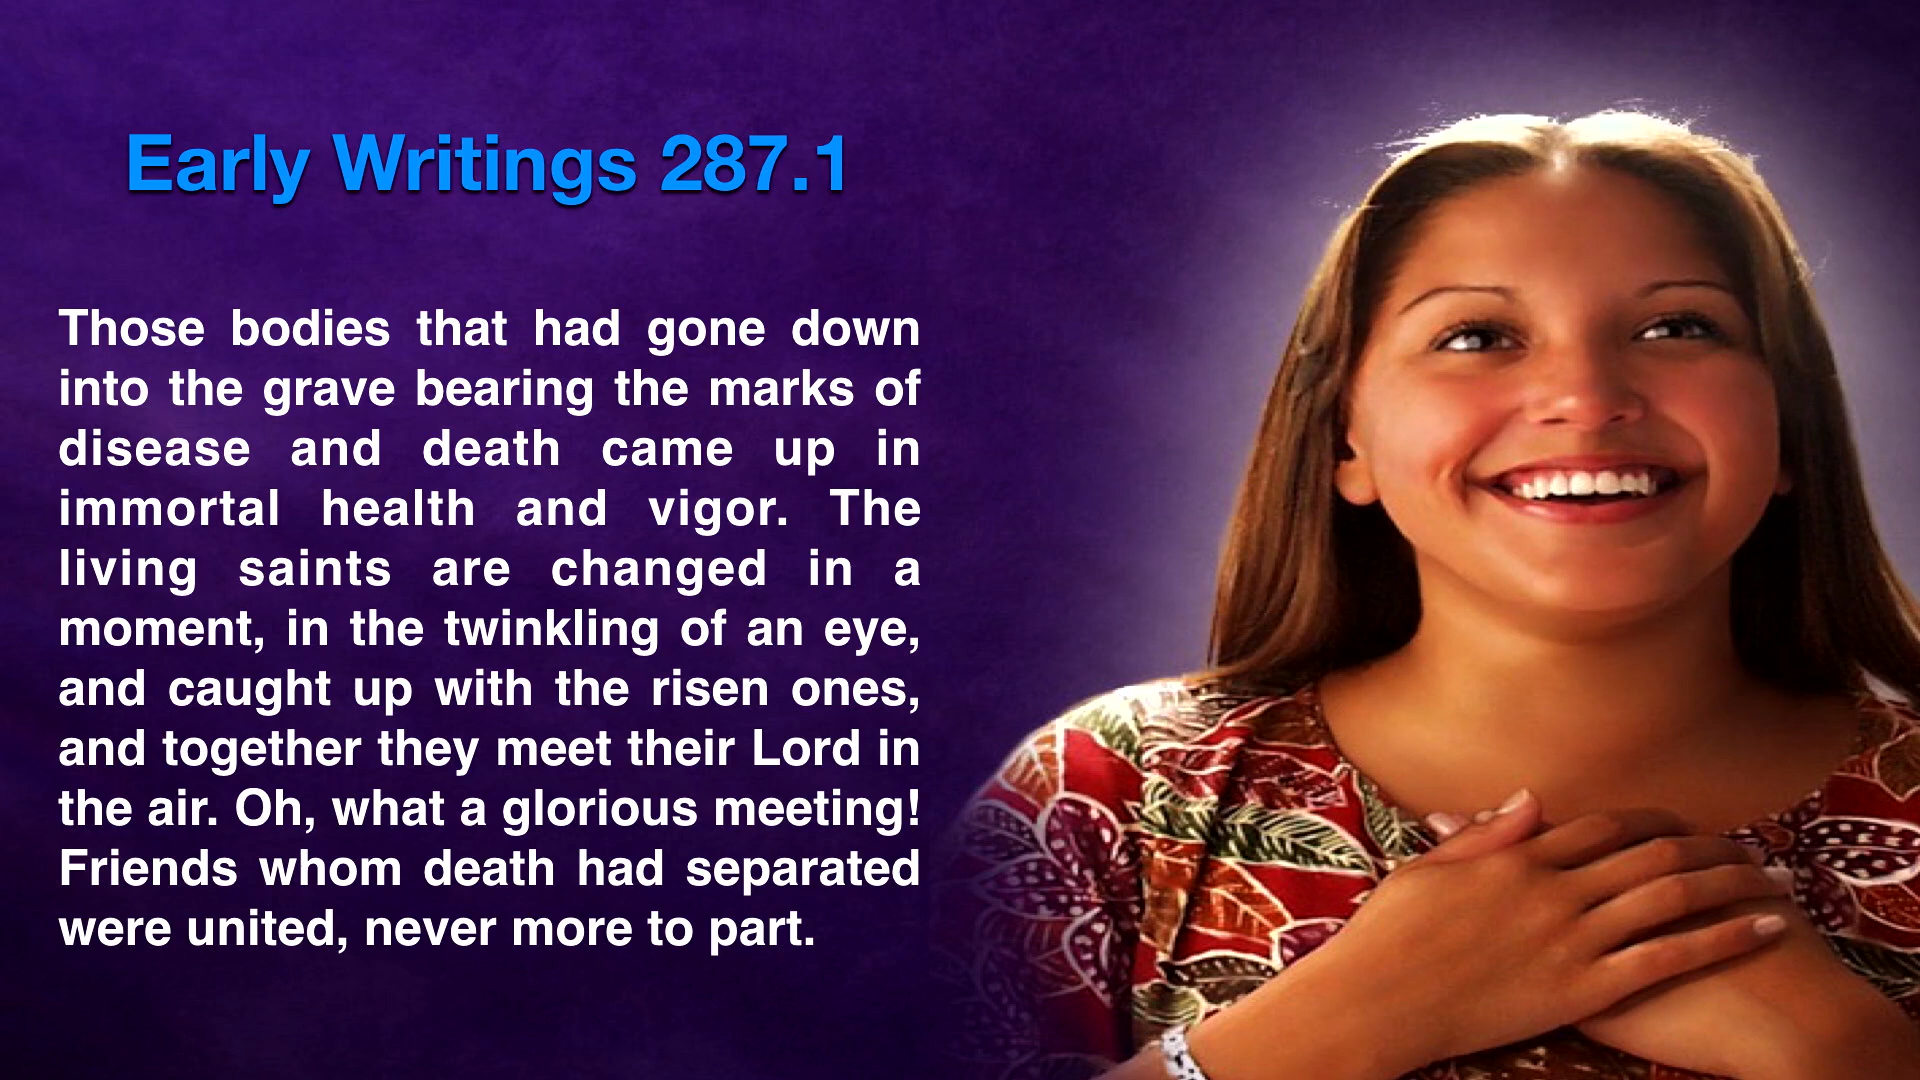 Early Writings 287.1
Those bodies that had gone down
into the grave bearing the marks of
disease and death came up in
immortal health and vigor. The
living saints are changed in a
moment, in the twinkling of an eye,
and caught up with the risen ones,
and together they meet their Lord in
the air. Oh, what a glorious meeting!
Friends whom death had separated
were united, never more to part.